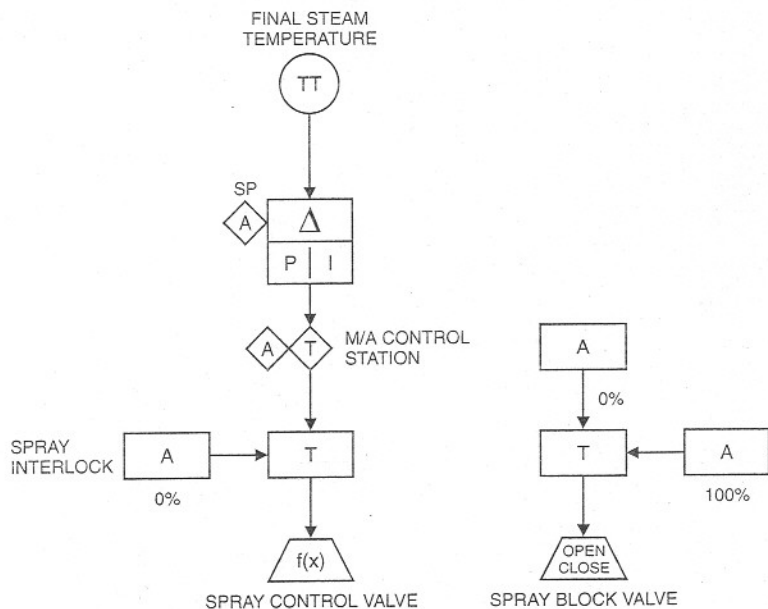 FINAL STEAM
TEMPERATURE
TT
SP
A
Δ
P I
A T
M/A CONTROL
STATION
A
0%
SPRAY
INTERLOCK
A
0%
T
T
A
100%
f(x)
OPEN
CLOSE
SPRAY CONTROL VALVE
SPRAY BLOCK VALVE